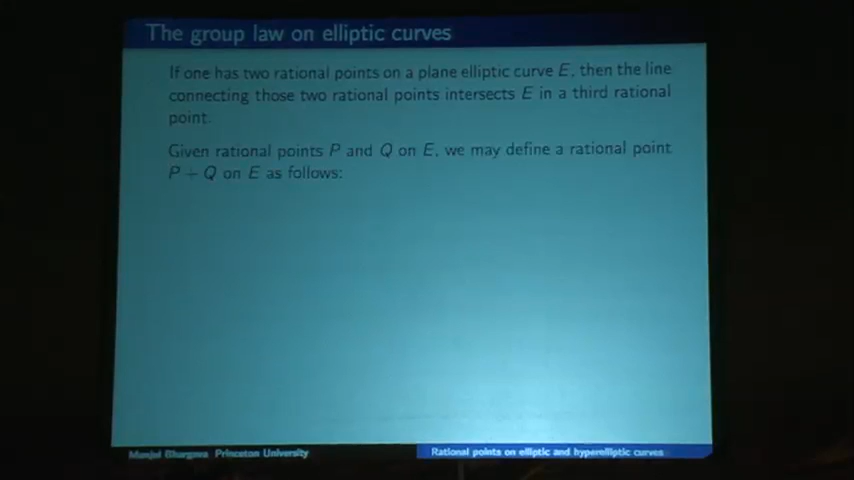 The group law on elliptic curves
If one has two rational points on a plane elliptic curve E, then the line
connecting those two rational points intersects E in a third rational
point.
Given rational points P and Q on E, we may define a rational point
P + Q on E as follows:
Manjul Bhargava Princeton University
Rational points on elliptic and hyperelliptic curves